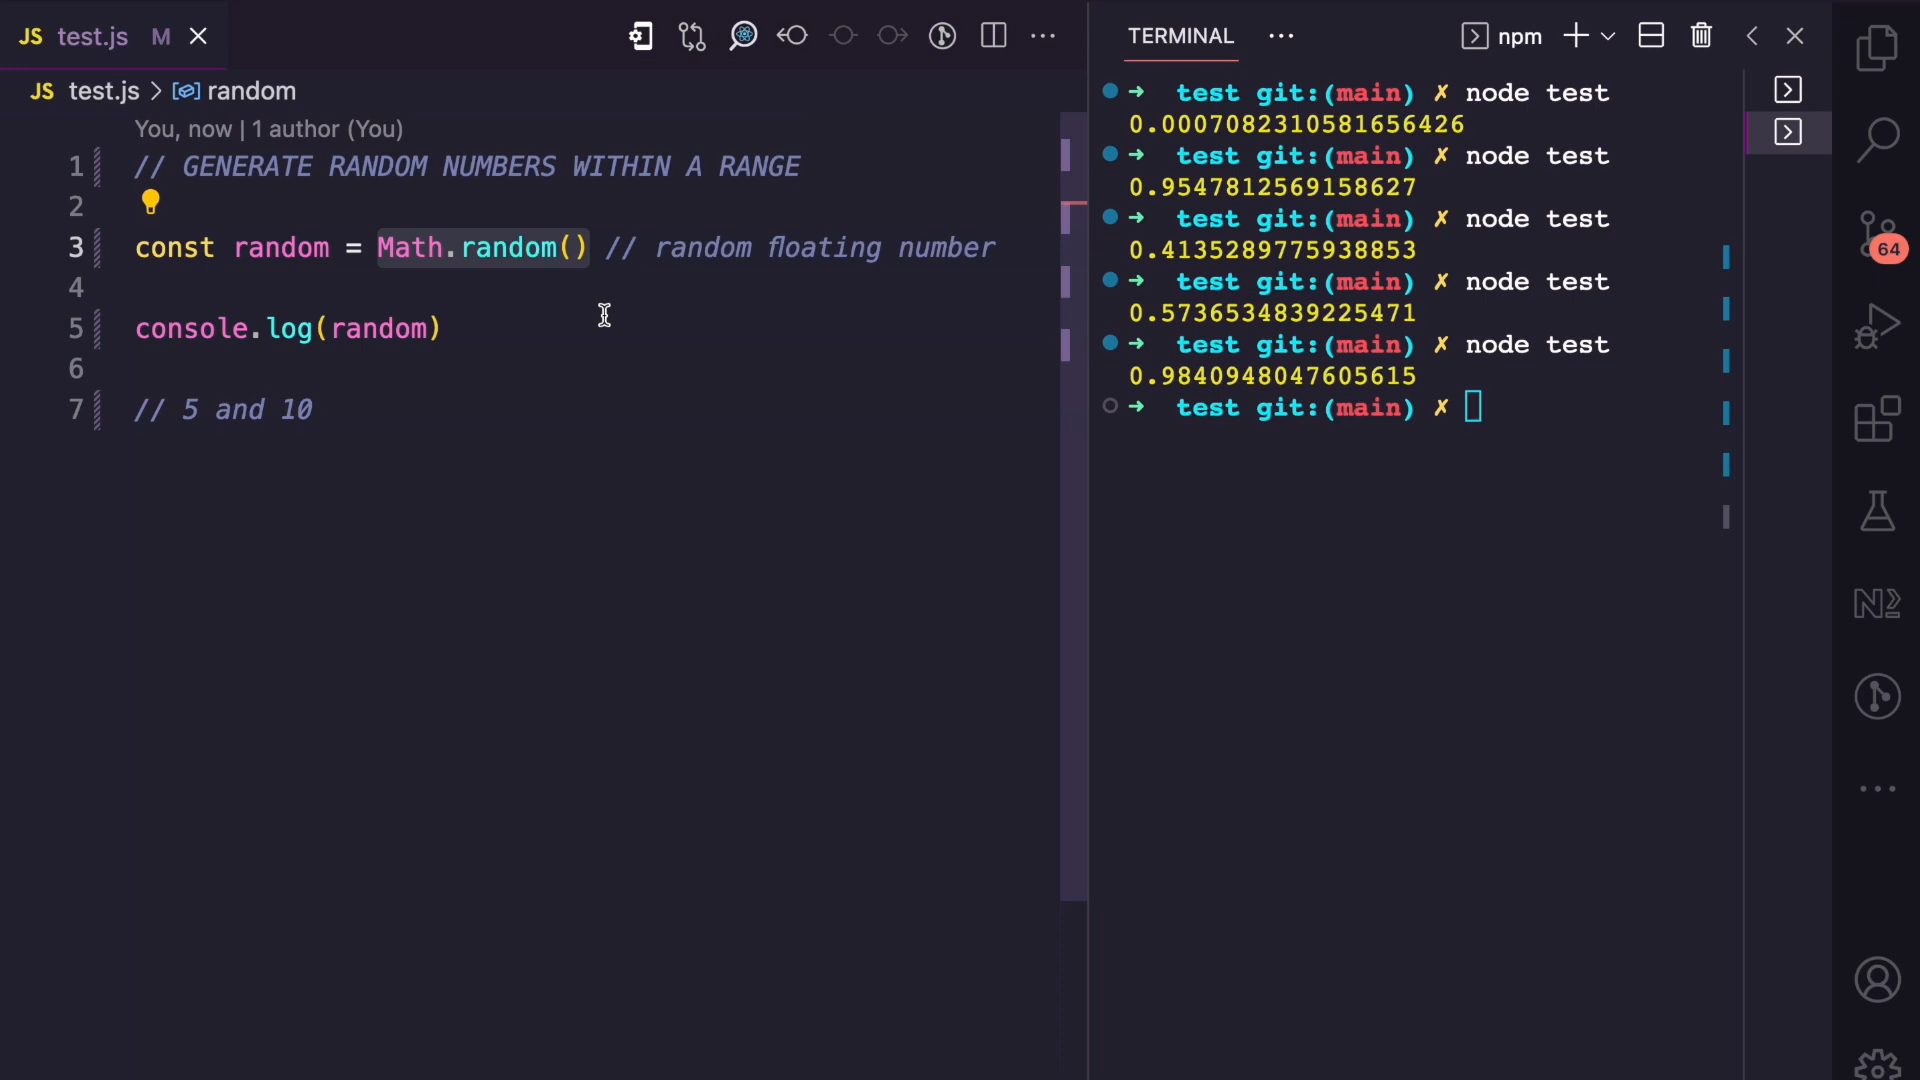 JS test.js M
JS test.js > random
You, now | 1 author (You)
1 // GENERATE RANDOM NUMBERS WITHIN A RANGE
2
3 const random = Math.random() // random floating number
4
5 console.log(random)
6
7 // 5 and 10
TERMINAL ... npm
→ test git:(main) ✗ node test
0.0007082310581656426
→ test git:(main) ✗ node test
0.9547812569158627
→ test git:(main) ✗ node test
0.4135289775938853
→ test git:(main) ✗ node test
0.5736534839225471
→ test git:(main) ✗ node test
0.9840948047605615
→ test git:(main) ✗
64